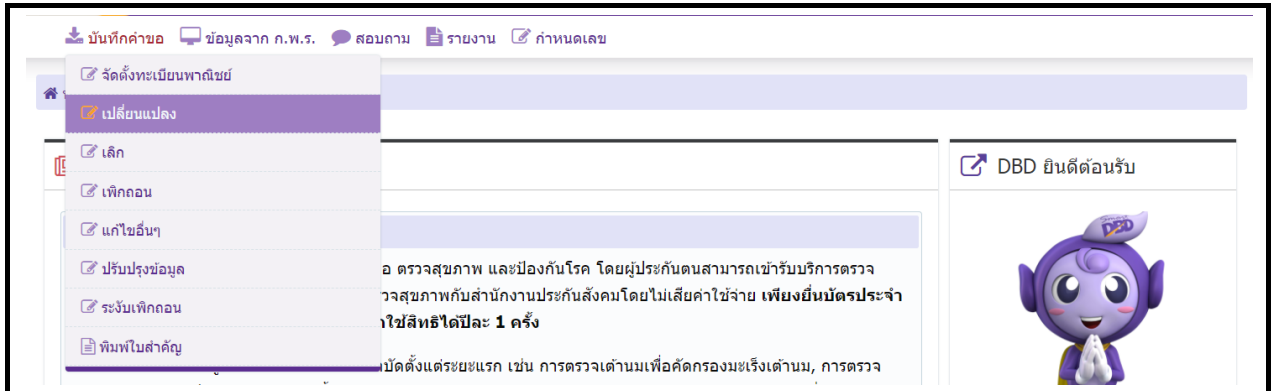 บันทึกคำขอ ข้อมูลจาก ก.พ.ร. สอบถาม รายงาน กำหนดเลข
จัดตั้งทะเบียนพาณิชย์
เปลี่ยนแปลง
เลิก
เพิกถอน
แก้ไขอื่นๆ
ปรับปรุงข้อมูล
ระงับเพิกถอน
พิมพ์ใบสำคัญ
ตรวจสุขภาพ และป้องกันโรค โดยผู้ประกันตนสามารถเข้ารับบริการตรวจ
สุขภาพกับสำนักงานประกันสังคมโดยไม่เสียค่าใช้จ่าย เพียงยื่นบัตรประจำ
ใช้สิทธิได้ปีละ 1 ครั้ง
ตั้งแต่ระยะแรก เช่น การตรวจเต้านมเพื่อคัดกรองมะเร็งเต้านม, การตรวจ
DBD ยินดีต้อนรับ
DBD